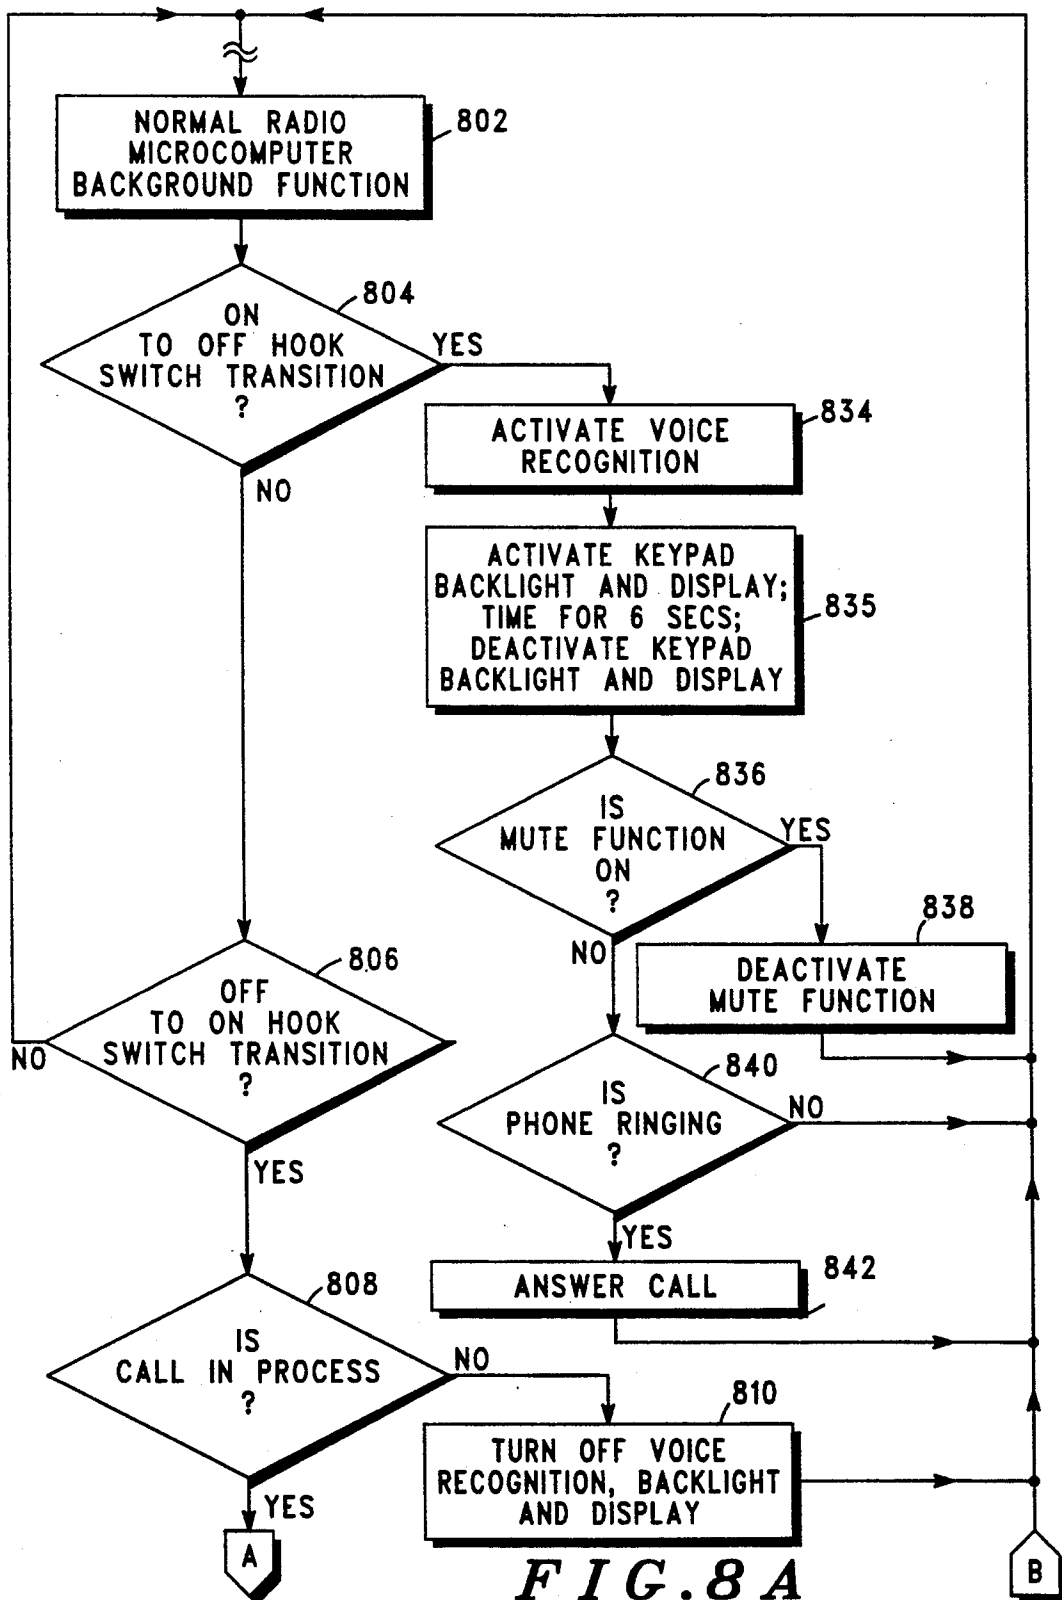 NORMAL RADIO
MICROCOMPUTER
BACKGROUND FUNCTION
802
ON
TO OFF HOOK
SWITCH TRANSITION
?
804
YES
NO
ACTIVATE VOICE
RECOGNITION
834
ACTIVATE KEYPAD
BACKLIGHT AND DISPLAY;
TIME FOR 6 SECS;
DEACTIVATE KEYPAD
BACKLIGHT AND DISPLAY
835
IS
MUTE FUNCTION
ON
?
836
YES
NO
DEACTIVATE
MUTE FUNCTION
838
OFF
TO ON HOOK
SWITCH TRANSITION
?
806
NO
YES
IS
PHONE RINGING
?
840
NO
YES
ANSWER CALL
842
IS
CALL IN PROCESS
?
808
NO
YES
TURN OFF VOICE
RECOGNITION, BACKLIGHT
AND DISPLAY
810
A
B
FIG.8A